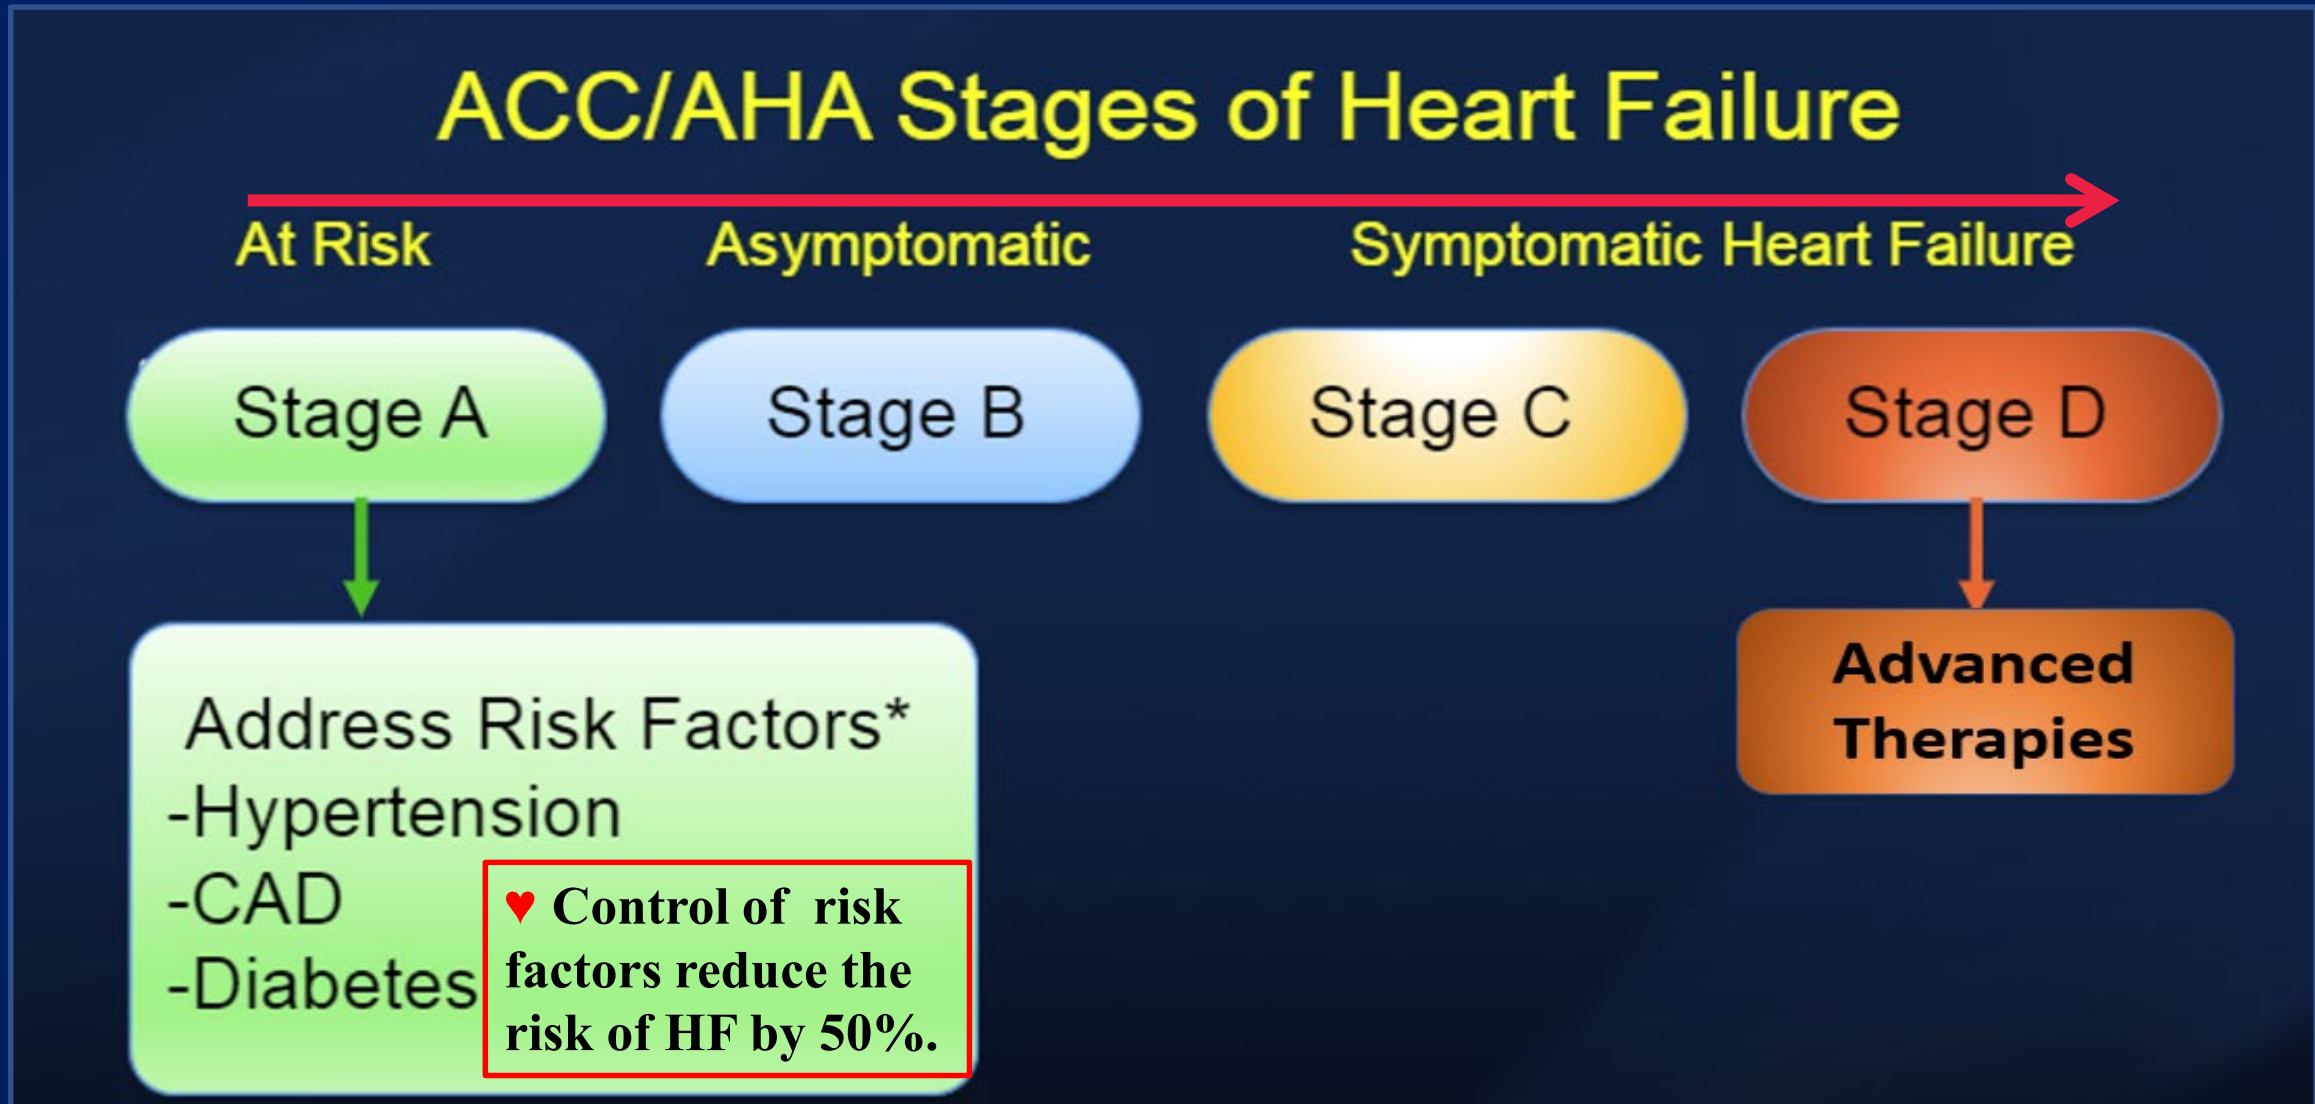 ACC/AHA Stages of Heart Failure
At Risk
Asymptomatic
Symptomatic Heart Failure
Stage A
Stage B
Stage C
Stage D
Address Risk Factors*
-Hypertension
-CAD
-Diabetes
♥ Control of risk
factors reduce the
risk of HF by 50%.
Advanced
Therapies